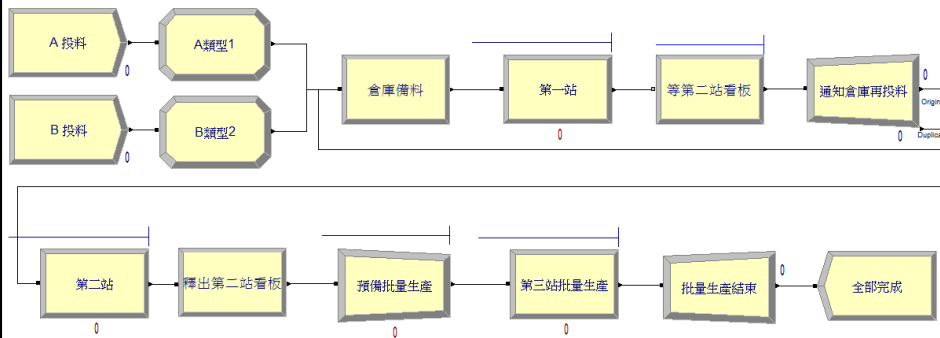 A 投料
0
A類型1
B 投料
0
B類型2
倉庫備料
第一站
0
等第二站看板
通知倉庫再投料
0
Origin
0
Duplica
第二站
0
釋出第二站看板
預備批量生產
0
第三站批量生產
0
批量生產結束
0
全部完成